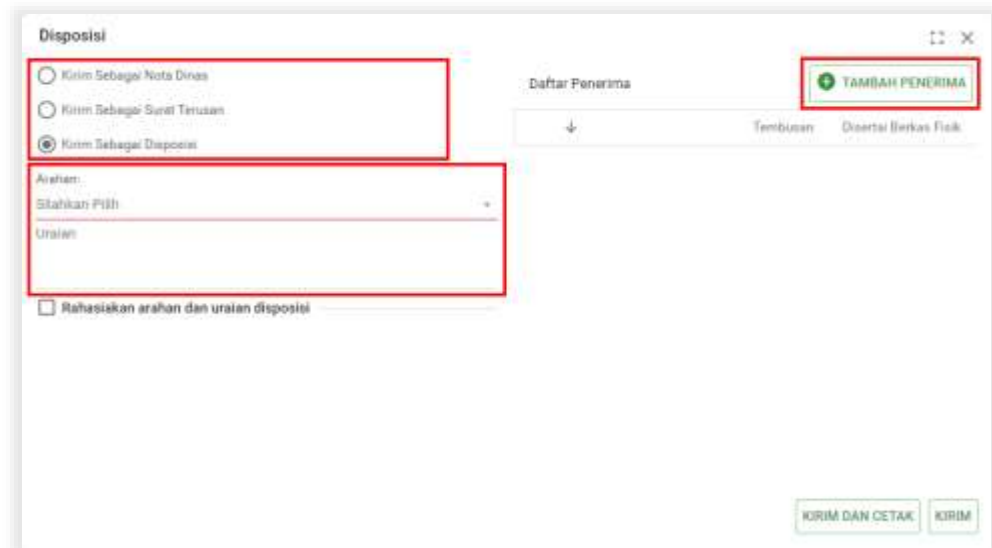 Disposisi
Kirim Sebagai Nota Dinas
Kirim Sebagai Surat Terusan
Kirim Sebagai Disposisi
Arahan:
Silahkan Pilih
Uraian
Rahasiakan arahan dan uraian disposisi
Daftar Penerima
TAMBAH PENERIMA
Tembusan Disertai Berkas Fisik
KIRIM DAN CETAK KIRIM